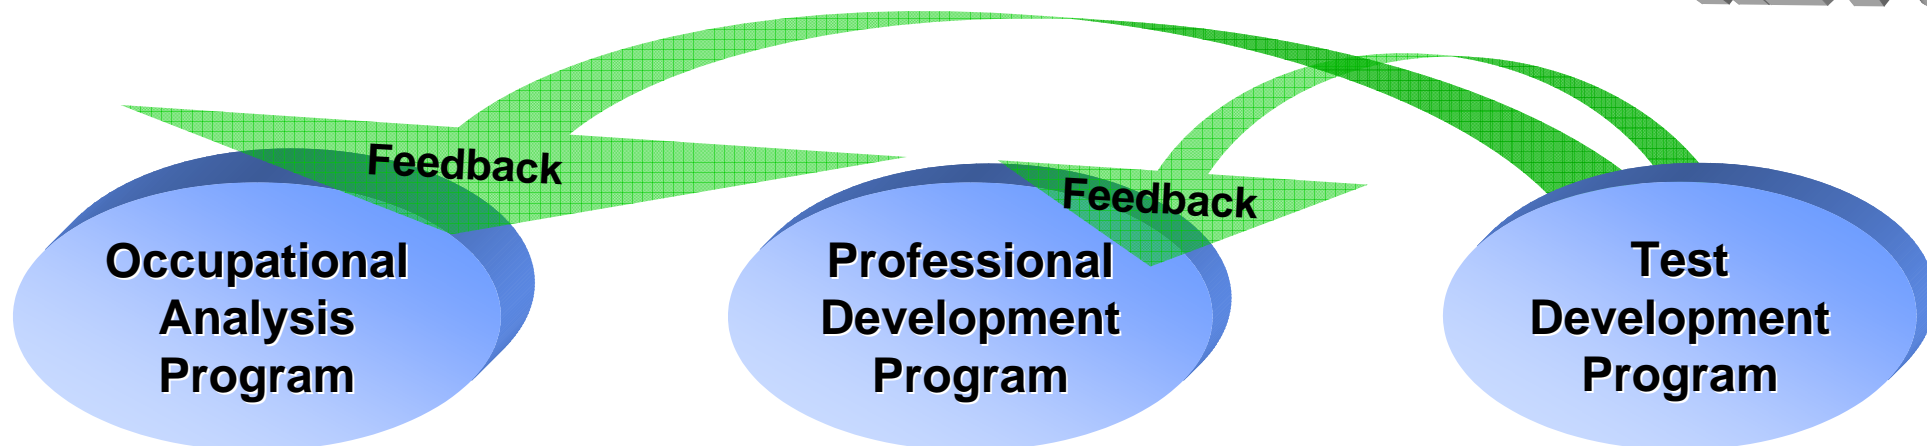 Feedback
Feedback
Occupational
Analysis
Program
Professional
Development
Program
Test
Development
Program